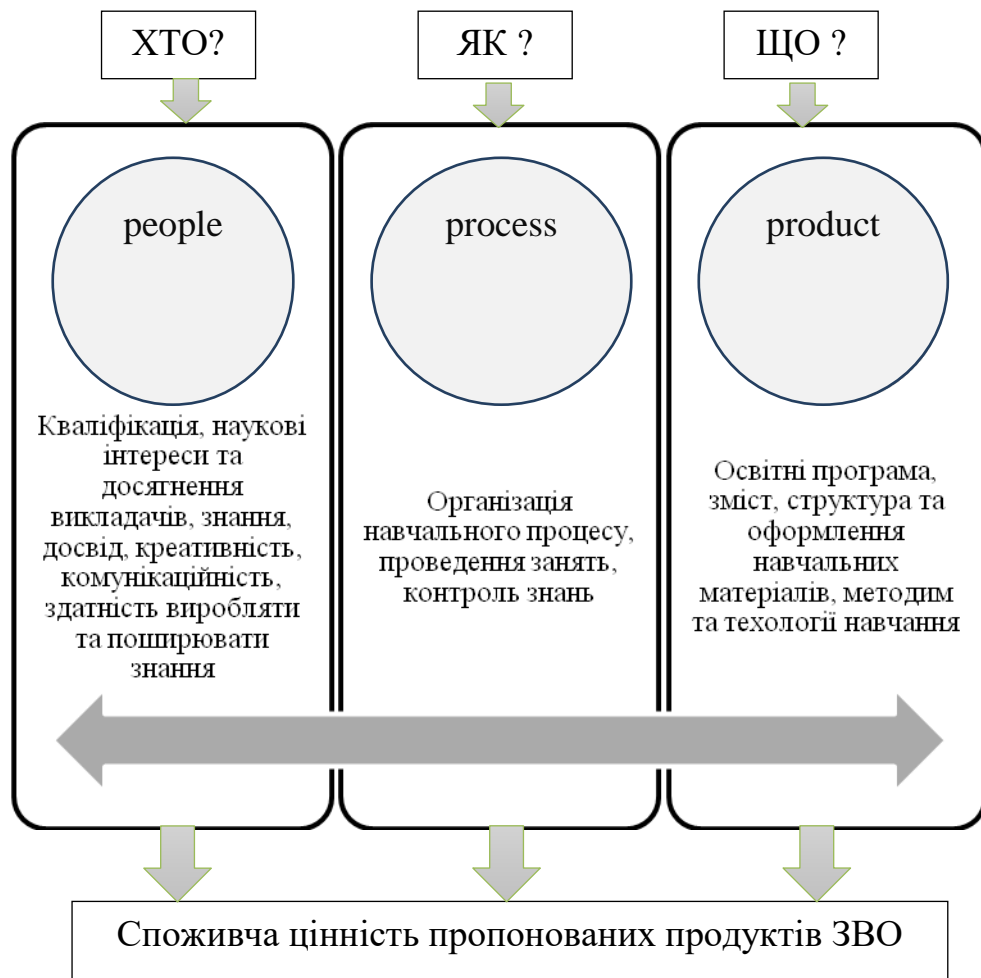 ХТО?
ЯК ?
ЩО ?
people
Кваліфікація, наукові
інтереси та
досягнення
викладачів, знання,
досвід, креативність,
комунікаційність,
здатність виробляти
та поширювати
знання
process
Організація
навчального процесу,
проведення занять,
контроль знань
product
Освітні програма,
зміст, структура та
оформлення
навчальних
матеріалів, методим
та техології навчання
Споживча цінність пропонованих продуктів ЗВО